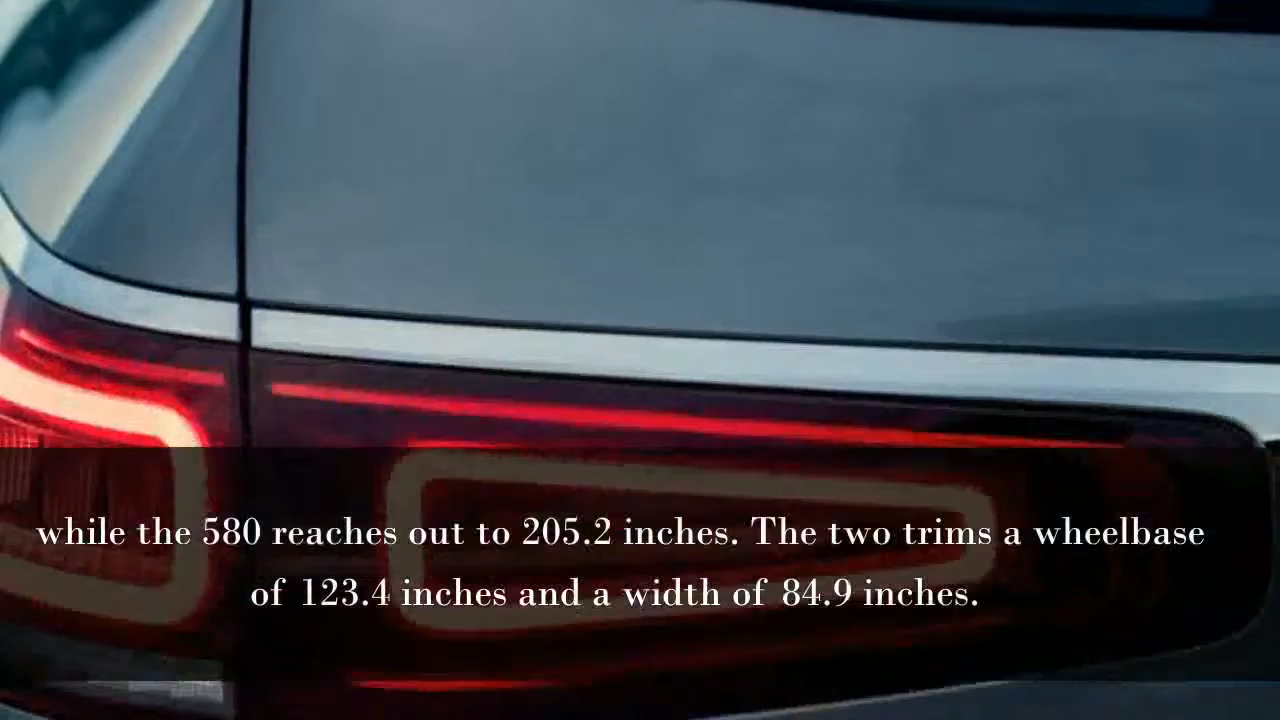 while the 580 reaches out to 205.2 inches. The two trims a wheelbase
of 123.4 inches and a width of 84.9 inches.